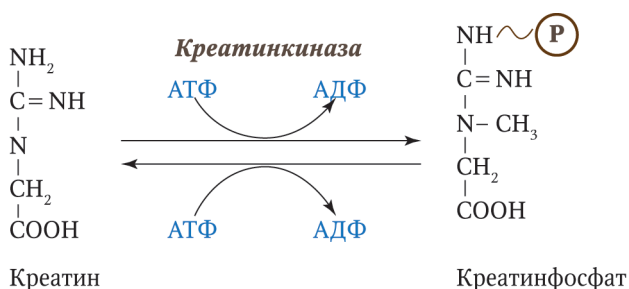 Креатинкиназа
NH₂
C=NH
N
CH₂
COOH
Креатин
АТФ
АДФ
АТФ
АДФ
NH
P
C=NH
N–CH₃
CH₂
COOH
Креатинфосфат